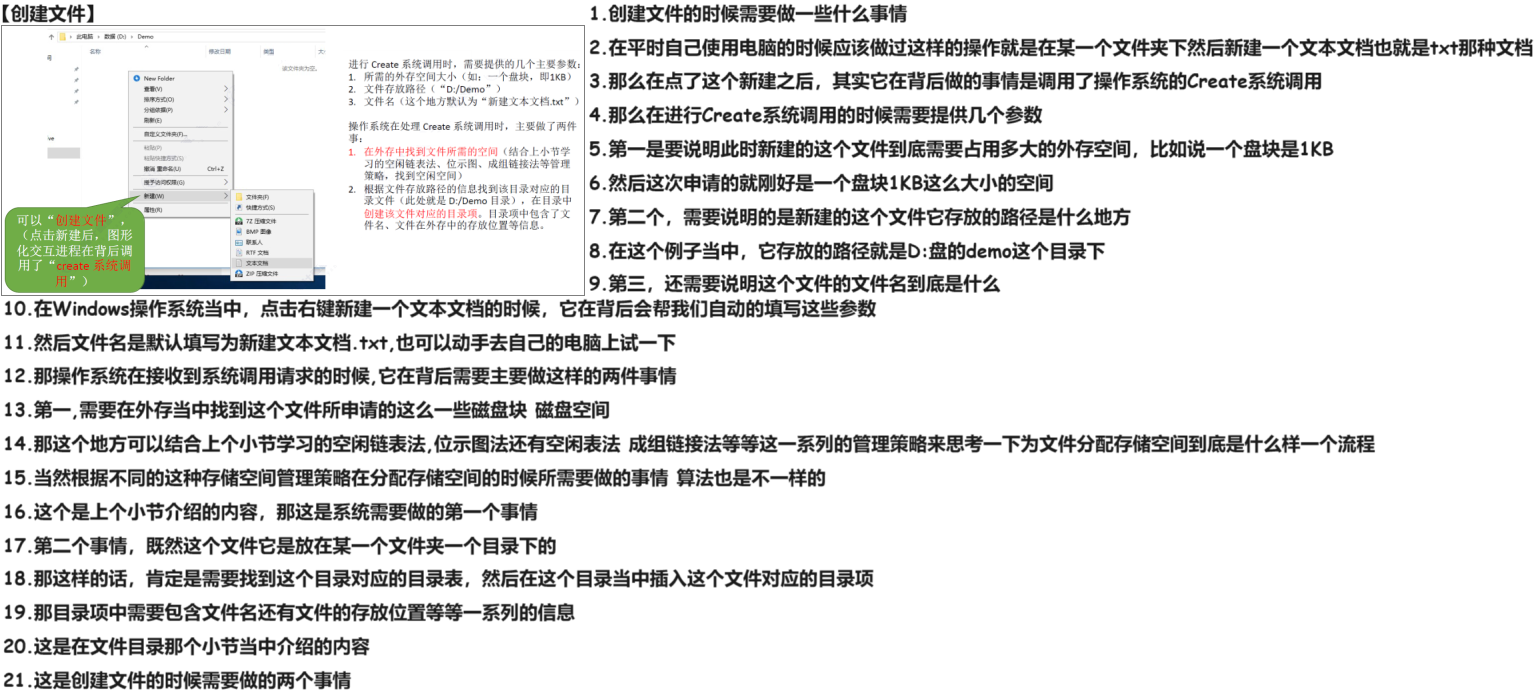 【创建文件】
此电脑 › 数据 (D:) › Demo
名称
修改日期
类型
该文件夹为空。
New Folder
查看(V)
排序方式(O)
分组依据(P)
刷新(E)
自定义文件夹(F)...
粘贴(P)
粘贴快捷方式(S)
撤消 重命名(U) Ctrl+Z
授予访问权限(G)
新建(W)
属性(R)
文件夹(F)
快捷方式(S)
7Z 压缩文件
BMP 图像
联系人
RTF 文档
文本文档
ZIP 压缩文件
可以“创建文件”，
（点击新建后，图形
化交互进程在背后调
用了“create 系统调
用”）
进行 Create 系统调用时，需要提供的几个主要参数：
1. 所需的外存空间大小（如：一个盘块，即1KB）
2. 文件存放路径（“D:/Demo”）
3. 文件名（这个地方默认为“新建文本文档.txt”）
操作系统在处理 Create 系统调用时，主要做了两件
事：
1. 在外存中找到文件所需的空间（结合上小节学
习的空闲链表法、位示图、成组链接法等管理
策略，找到空闲空间）
2. 根据文件存放路径的信息找到该目录对应的目
录文件（此处就是 D:/Demo 目录），在目录中
创建该文件对应的目录项。目录项中包含了文
件名、文件在外存中的存放位置等信息。
1.创建文件的时候需要做一些什么事情
2.在平时自己使用电脑的时候应该做过这样的操作就是在某一个文件夹下然后新建一个文本文档也就是txt那种文档
3.那么在点了这个新建之后，其实它在背后做的事情是调用了操作系统的Create系统调用
4.那么在进行Create系统调用的时候需要提供几个参数
5.第一是要说明此时新建的这个文件到底需要占用多大的外存空间，比如说一个盘块是1KB
6.然后这次申请的就刚好是一个盘块1KB这么大小的空间
7.第二个，需要说明的是新建的这个文件它存放的路径是什么地方
8.在这个例子当中，它存放的路径就是D:盘的demo这个目录下
9.第三，还需要说明这个文件的文件名到底是什么
10.在Windows操作系统当中，点击右键新建一个文本文档的时候，它在背后会帮我们自动的填写这些参数
11.然后文件名是默认填写为新建文本文档.txt,也可以动手去自己的电脑上试一下
12.那操作系统在接收到系统调用请求的时候,它在背后需要主要做这样的两件事情
13.第一,需要在外存当中找到这个文件所申请的这么一些磁盘块 磁盘空间
14.那这个地方可以结合上个小节学习的空闲链表法,位示图法还有空闲表法 成组链接法等等这一系列的管理策略来思考一下为文件分配存储空间到底是什么样一个流程
15.当然根据不同的这种存储空间管理策略在分配存储空间的时候所需要做的事情 算法也是不一样的
16.这个是上个小节介绍的内容，那这是系统需要做的第一个事情
17.第二个事情，既然这个文件它是放在某一个文件夹一个目录下的
18.那这样的话，肯定是需要找到这个目录对应的目录表，然后在这个目录当中插入这个文件对应的目录项
19.那目录项中需要包含文件名还有文件的存放位置等等一系列的信息
20.这是在文件目录那个小节当中介绍的内容
21.这是创建文件的时候需要做的两个事情